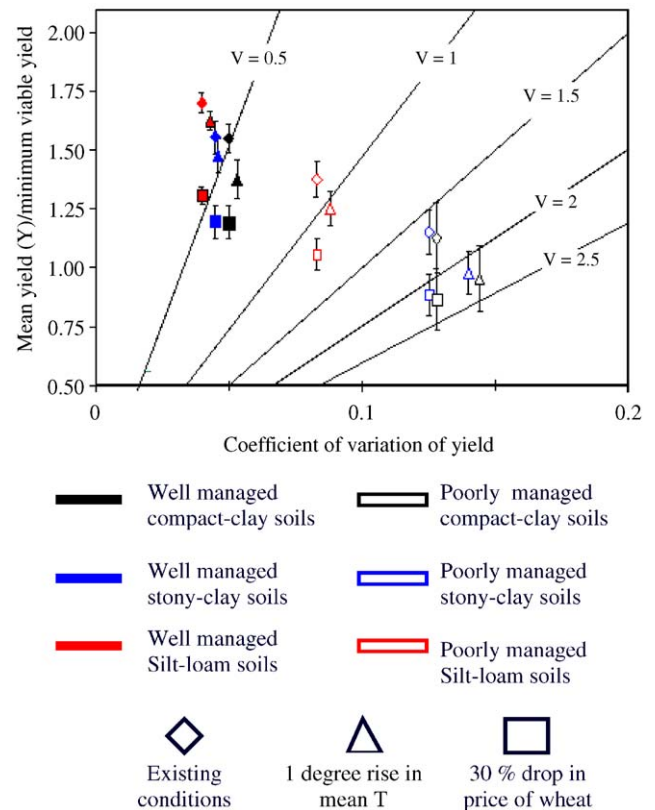 2.00
1.75
1.50
1.25
1.00
0.75
0.50
Mean yield (Y)/minimum viable yield
V = 0.5
V = 1
V = 1.5
V = 2
V = 2.5
0
0.1
0.2
Coefficient of variation of yield
Well managed
compact-clay soils
Poorly managed
compact-clay soils
Well managed
stony-clay soils
Poorly managed
stony-clay soils
Well managed
Silt-loam soils
Poorly managed
Silt-loam soils
Existing
conditions
1 degree rise in
mean T
30 % drop in
price of wheat